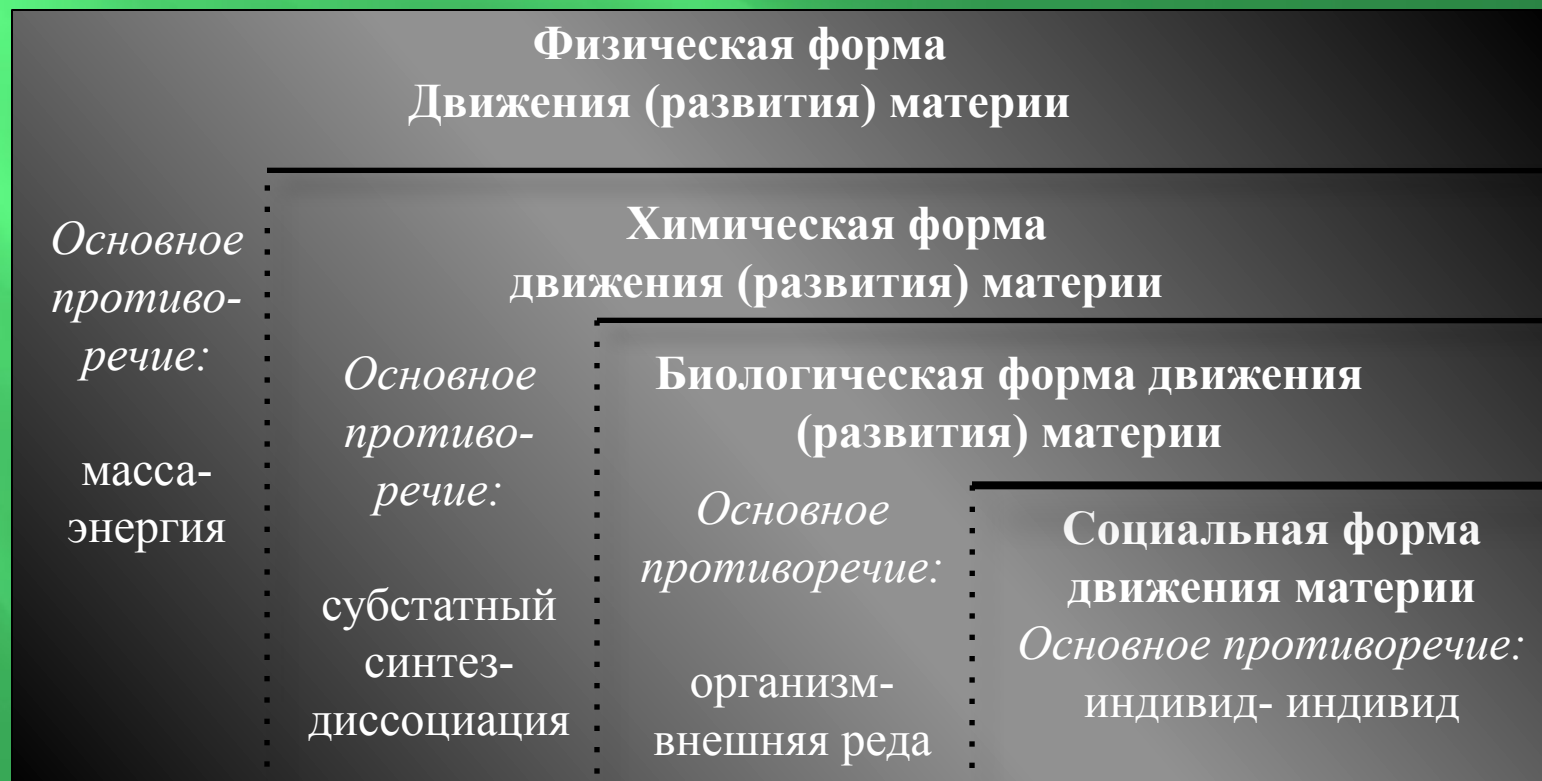 Физическая форма
Движения (развития) материи
Основное
противо-
речие:
масса-
энергия
Химическая форма
движения (развития) материи
Основное
противо-
речие:
субстатный
синтез-
диссоциация
Биологическая форма движения
(развития) материи
Основное
противоречие:
организм-
внешняя реда
Социальная форма
движения материи
Основное противоречие:
индивид- индивид